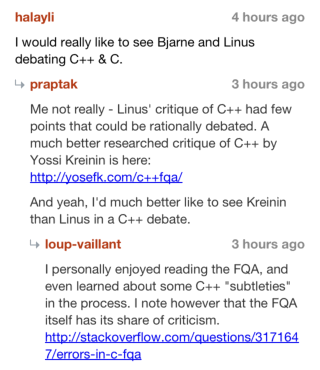 halayli 4 hours ago
I would really like to see Bjarne and Linus
debating C++ & C.
praptak 3 hours ago
Me not really - Linus' critique of C++ had few
points that could be rationally debated. A
much better researched critique of C++ by
Yossi Kreinin is here:
http://yosefk.com/c++fqa/
And yeah, I'd much better like to see Kreinin
than Linus in a C++ debate.
loup-vaillant 3 hours ago
I personally enjoyed reading the FQA, and
even learned about some C++ "subtleties"
in the process. I note however that the FQA
itself has its share of criticism.
http://stackoverflow.com/questions/317164
7/errors-in-c-fqa